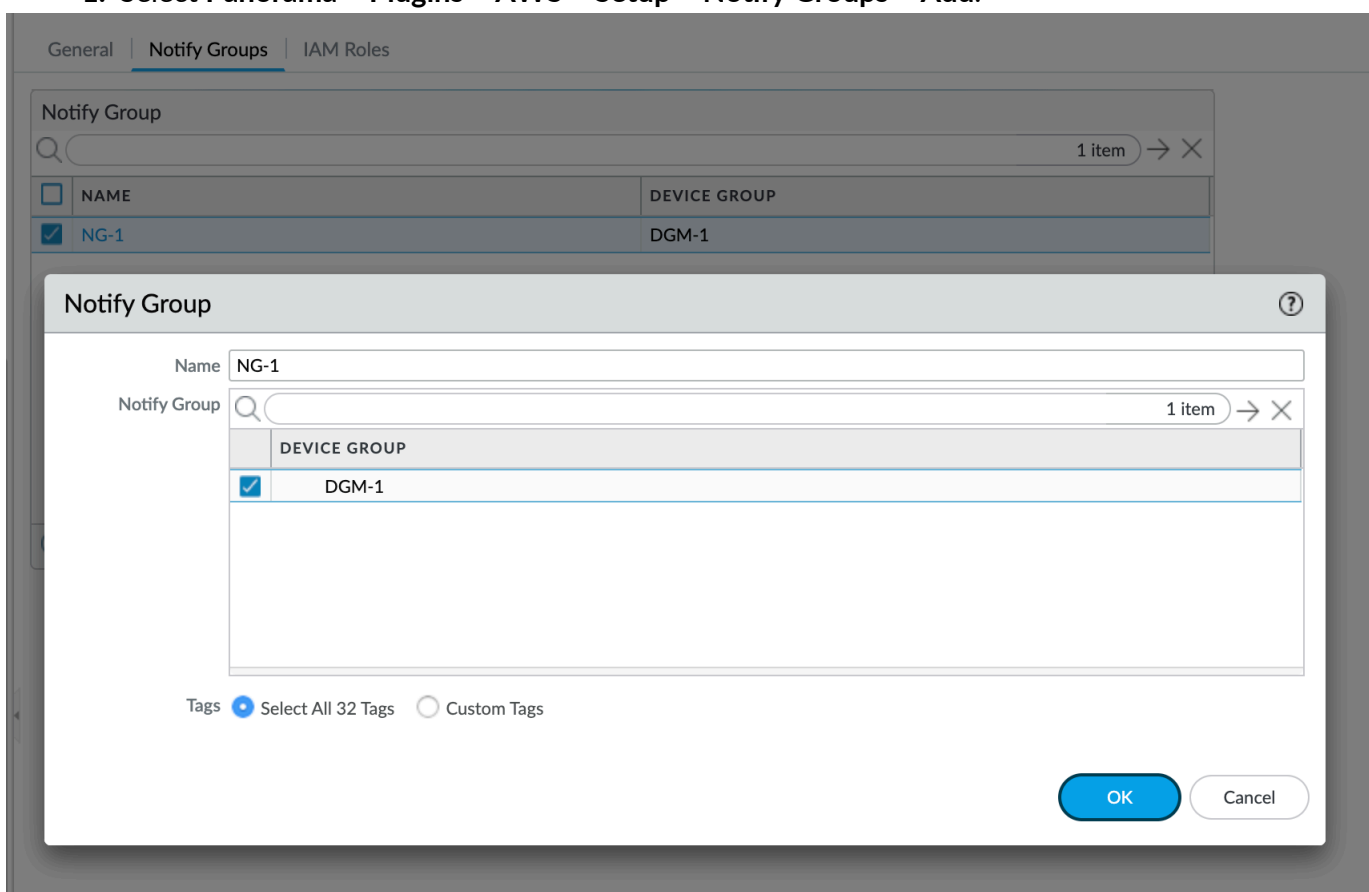 General Notify Groups IAM Roles
Notify Group
1 item
NAME DEVICE GROUP
NG-1 DGM-1
Notify Group
Name NG-1
Notify Group 1 item
DEVICE GROUP
DGM-1
Tags Select All 32 Tags Custom Tags
OK Cancel